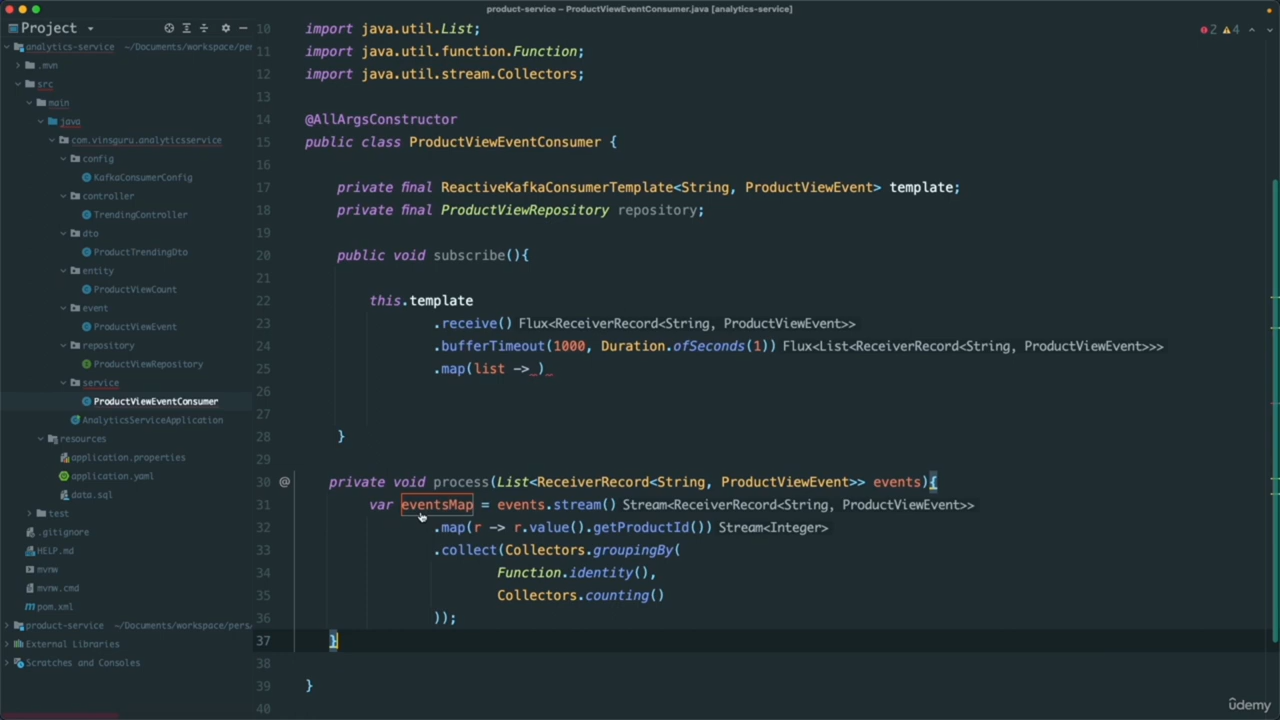 product-service – ProductViewEventConsumer.java [analytics-service]
Project
analytics-service ~/Documents/workspace/per
.mvn
src
main
java
com.vinsguru.analyticsservice
config
KafkaConsumerConfig
controller
TrendingController
dto
ProductTrendingDto
entity
ProductViewCount
event
ProductViewEvent
repository
ProductViewRepository
service
ProductViewEventConsumer
AnalyticsServiceApplication
resources
application.properties
application.yaml
data.sql
test
.gitignore
HELP.md
mvnw
mvnw.cmd
pom.xml
product-service ~/Documents/workspace/pers
External Libraries
Scratches and Consoles
2 4
10 import java.util.List;
11 import java.util.function.Function;
12 import java.util.stream.Collectors;
13
14 @AllArgsConstructor
15 public class ProductViewEventConsumer {
16
17 private final ReactiveKafkaConsumerTemplate<String, ProductViewEvent> template;
18 private final ProductViewRepository repository;
19
20 public void subscribe(){
21
22 this.template
23 .receive() Flux<ReceiverRecord<String, ProductViewEvent>>
24 .bufferTimeout(1000, Duration.ofSeconds(1)) Flux<List<ReceiverRecord<String, ProductViewEvent>>>
25 .map(list -> )
26
27
28 }
29
30 @ private void process(List<ReceiverRecord<String, ProductViewEvent>> events){
31 var eventsMap = events.stream() Stream<ReceiverRecord<String, ProductViewEvent>>
32 .map(r -> r.value().getProductId()) Stream<Integer>
33 .collect(Collectors.groupingBy(
34 Function.identity(),
35 Collectors.counting()
36 ));
37 }
38
39 }
40
ûdemy